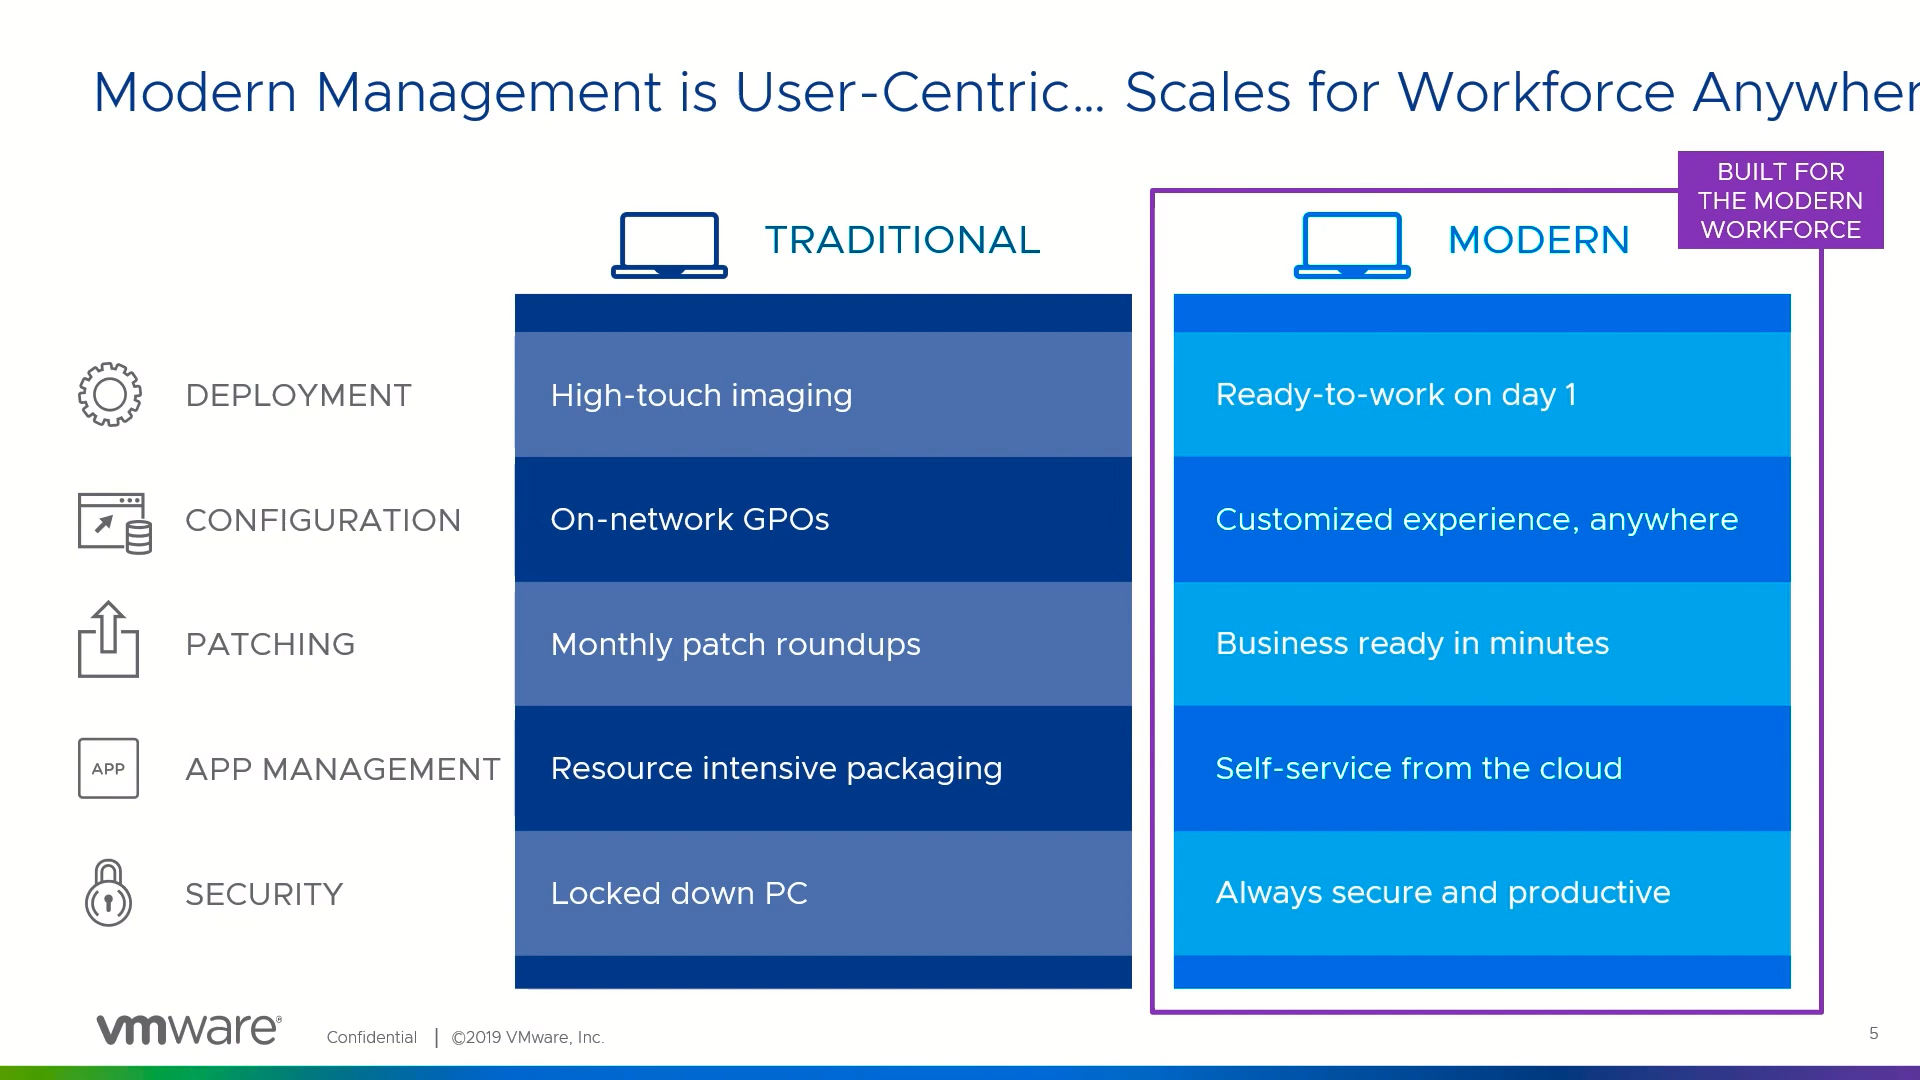 Modern Management is User-Centric... Scales for Workforce Anywher
BUILT FOR
THE MODERN
WORKFORCE
TRADITIONAL
MODERN
DEPLOYMENT
High-touch imaging
Ready-to-work on day 1
CONFIGURATION
On-network GPOs
Customized experience, anywhere
PATCHING
Monthly patch roundups
Business ready in minutes
APP
APP MANAGEMENT
Resource intensive packaging
Self-service from the cloud
SECURITY
Locked down PC
Always secure and productive
vmware®
Confidential | ©2019 VMware, Inc.
5